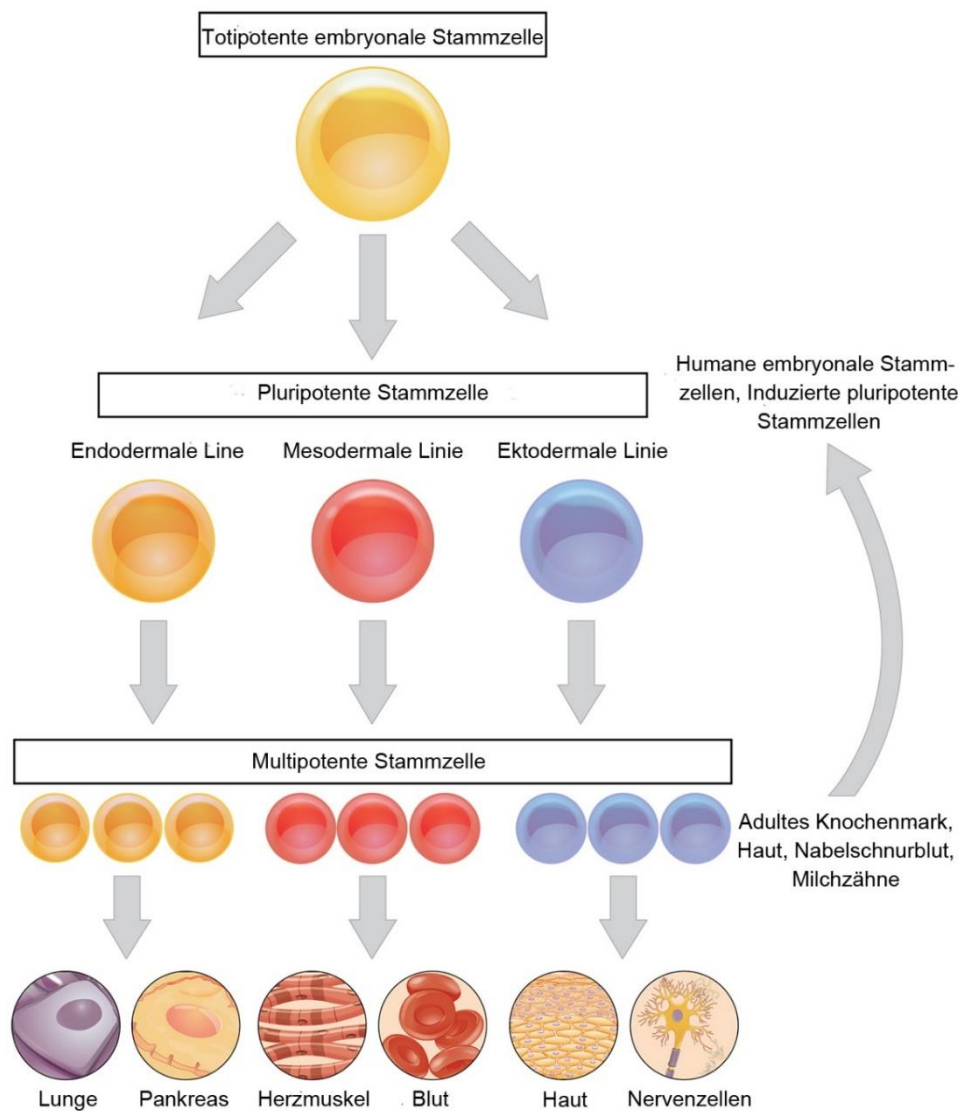 Totipotente embryonale Stammzelle
Humane embryonale Stamm-
zellen, Induzierte pluripotente
Stammzellen
Pluripotente Stammzelle
Endodermale Line
Mesodermale Linie
Ektodermale Linie
Multipotente Stammzelle
Adultes Knochenmark,
Haut, Nabelschnurblut,
Milchzähne
Lunge
Pankreas
Herzmuskel
Blut
Haut
Nervenzellen